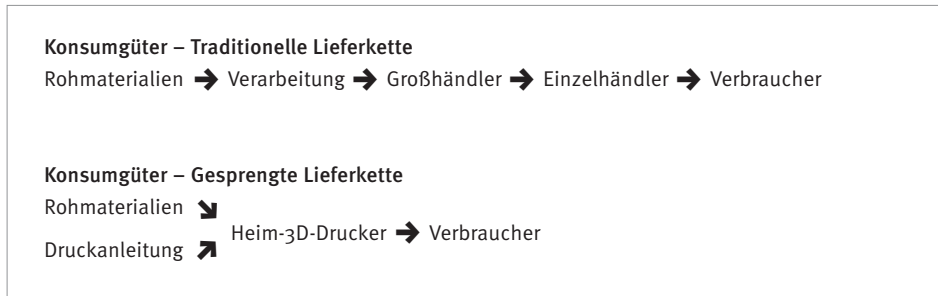 Konsumgüter – Traditionelle Lieferkette
Rohmaterialien ➔ Verarbeitung ➔ Großhändler ➔ Einzelhändler ➔ Verbraucher
Konsumgüter – Gesprengte Lieferkette
Rohmaterialien ➘
Heim-3D-Drucker ➔ Verbraucher
Druckanleitung ➚